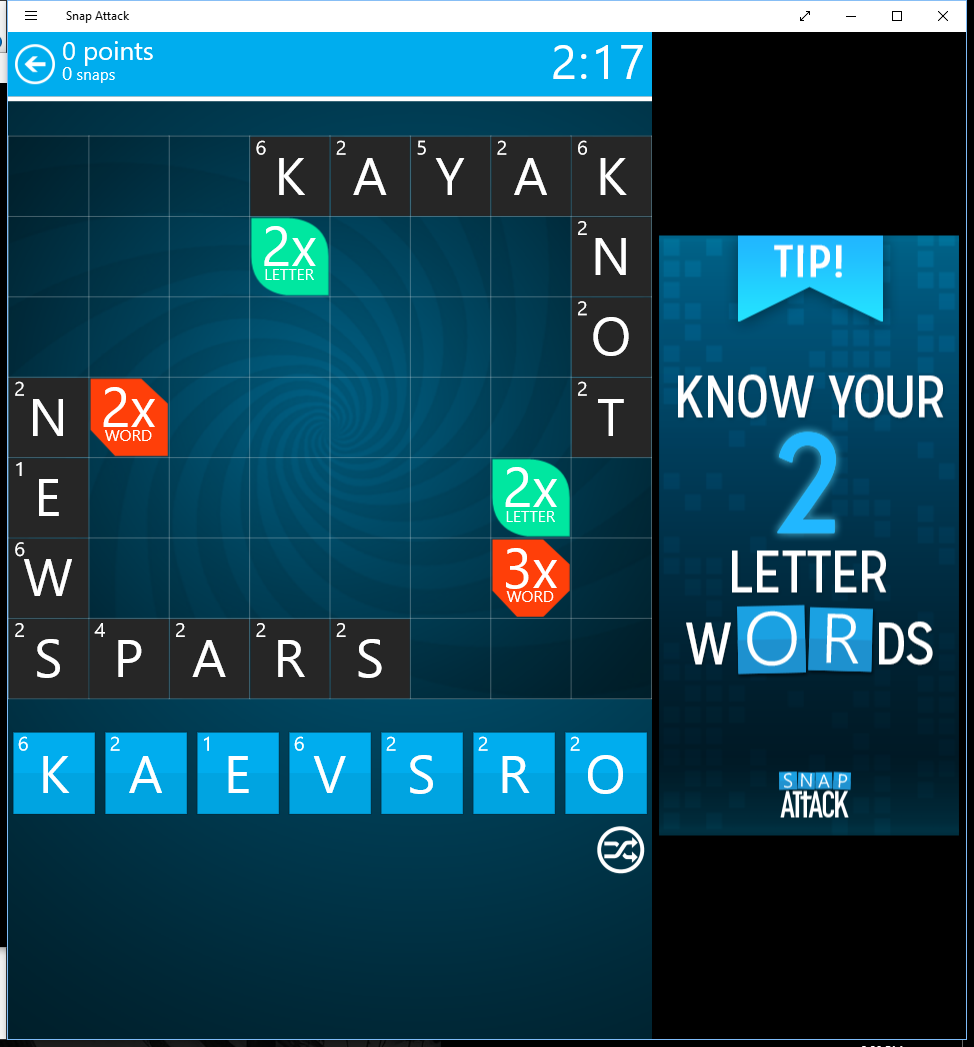 Snap Attack
0 points
0 snaps
2:17
6 K 2 A 5 Y 2 A 6 K
2x LETTER 2 N
2 O
2 N 2x WORD 2 T
1 E 2x LETTER
6 W 3x WORD
2 S 4 P 2 A 2 R 2 S
6 K 2 A 1 E 6 V 2 S 2 R 2 O
TIP!
KNOW YOUR
2
LETTER
WORDS
SNAP
ATTACK